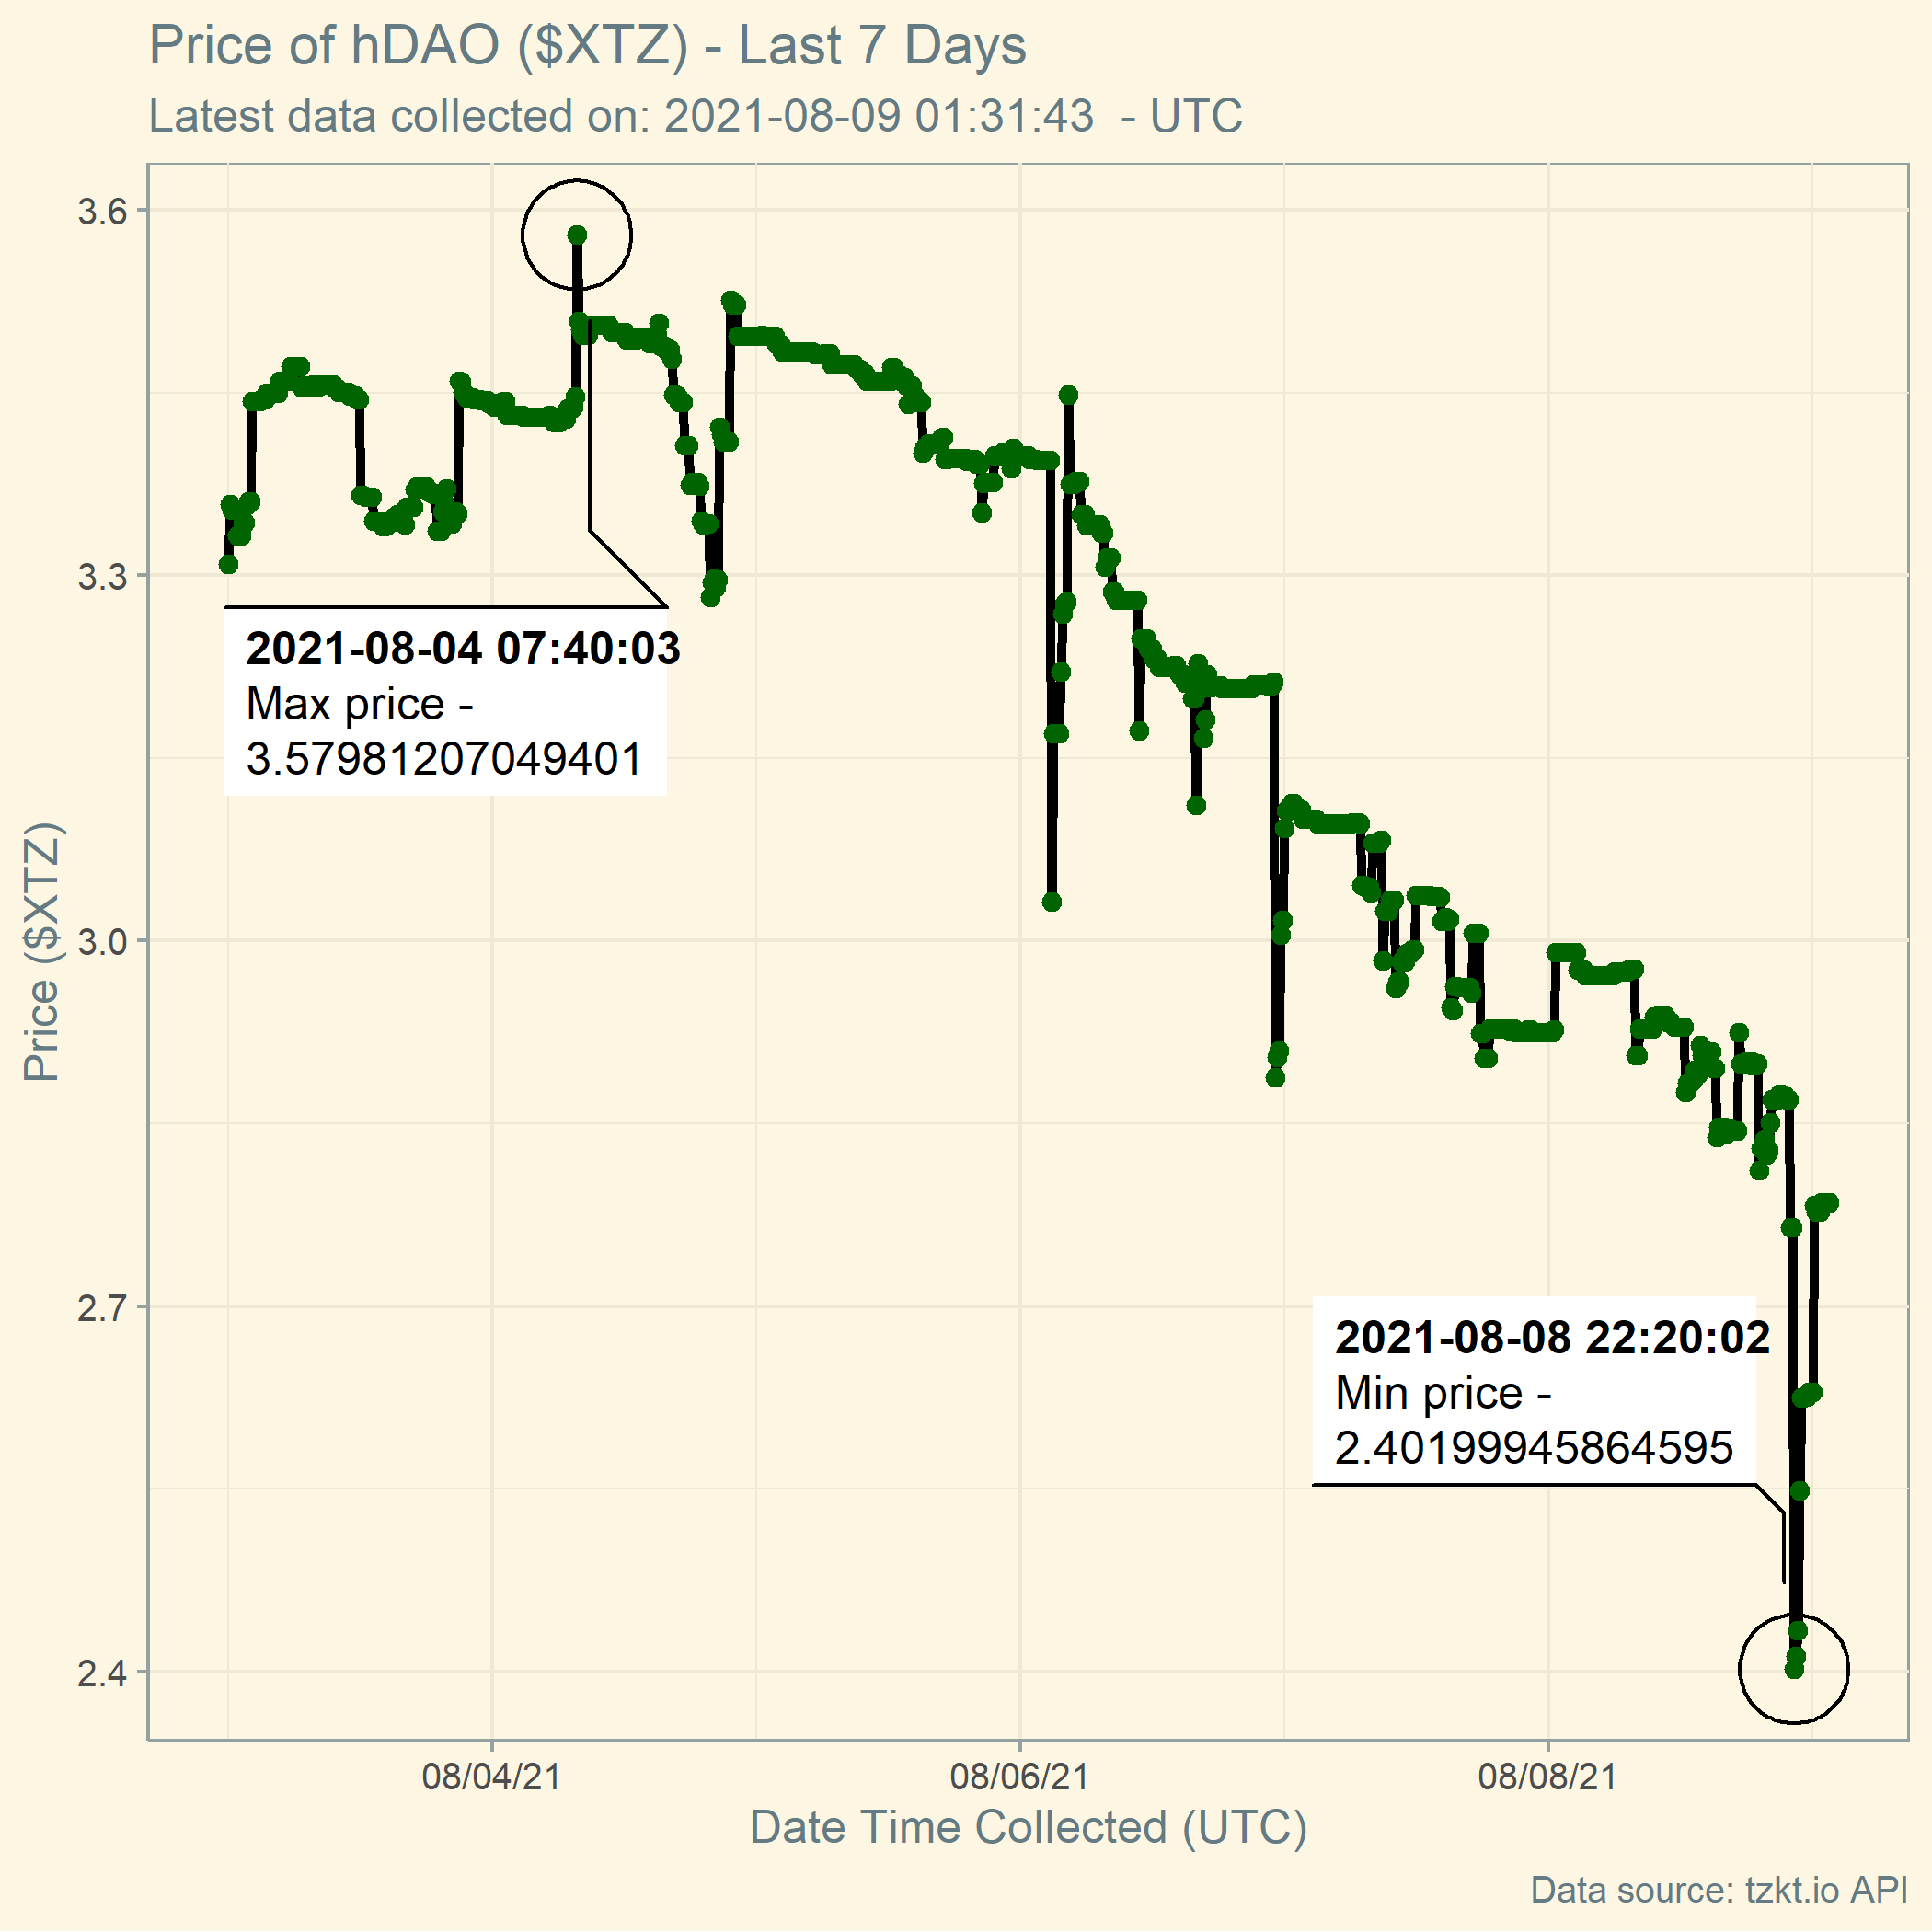 Price of hDAO ($XTZ) - Last 7 Days
Latest data collected on: 2021-08-09 01:31:43  - UTC
3.6
3.3
3.0
2.7
2.4
Price ($XTZ)
2021-08-04 07:40:03
Max price -
3.57981207049401
2021-08-08 22:20:02
Min price -
2.40199945864595
08/04/21
08/06/21
08/08/21
Date Time Collected (UTC)
Data source: tzkt.io API